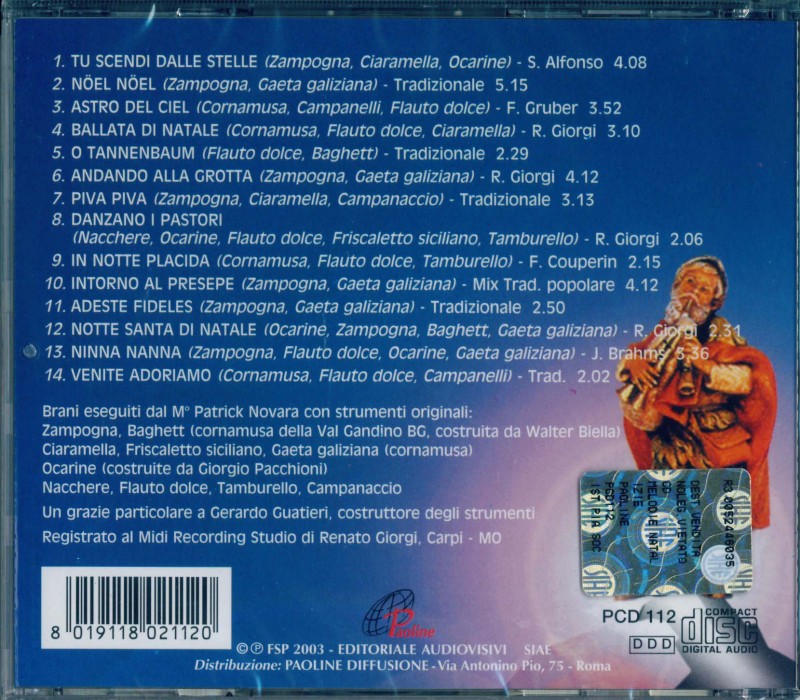 1. TU SCENDI DALLE STELLE (Zampogna, Ciaramella, Ocarine) - S. Alfonso 4.08
2. NÖEL NÖEL (Zampogna, Gaeta galiziana) - Tradizionale 5.15
3. ASTRO DEL CIEL (Cornamusa, Campanelli, Flauto dolce) - F. Gruber 3.52
4. BALLATA DI NATALE (Cornamusa, Flauto dolce, Ciaramella) - R. Giorgi 3.10
5. O TANNENBAUM (Flauto dolce, Baghett) - Tradizionale 2.29
6. ANDANDO ALLA GROTTA (Zampogna, Gaeta galiziana) - R. Giorgi 4.12
7. PIVA PIVA (Zampogna, Ciaramella, Campanaccio) - Tradizionale 3.13
8. DANZANO I PASTORI
(Nacchere, Ocarine, Flauto dolce, Friscaletto siciliano, Tamburello) - R. Giorgi 2.06
9. IN NOTTE PLACIDA (Cornamusa, Flauto dolce, Tamburello) - F. Couperin 2.15
10. INTORNO AL PRESEPE (Zampogna, Gaeta galiziana) - Mix Trad. popolare 4.12
11. ADESTE FIDELES (Zampogna, Gaeta galiziana) - Tradizionale 2.50
12. NOTTE SANTA DI NATALE (Ocarine, Zampogna, Baghett, Gaeta galiziana) - R. Giorgi 2.31
13. NINNA NANNA (Zampogna, Flauto dolce, Ocarine, Gaeta galiziana) - J. Brahms 3,36
14. VENITE ADORIAMO (Cornamusa, Flauto dolce, Campanelli) - Trad. 2.02
Brani eseguiti dal M° Patrick Novara con strumenti originali:
Zampogna, Baghett (cornamusa della Val Gandino BG, costruita da Walter Biella)
Ciaramella, Friscaletto siciliano, Gaeta galiziana (cornamusa)
Ocarine (costruite da Giorgio Pacchioni)
Nacchere, Flauto dolce, Tamburello, Campanaccio
Un grazie particolare a Gerardo Guatieri, costruttore degli strumenti
Registrato al Midi Recording Studio di Renato Giorgi, Carpi - MO
DEST VENDITA
NOLEG VIETATO
CD
MELODIE NATAL
IZIE
PAOLINE
PCD112
SIAE
8 019118 021120
Paoline
PCD 112
DDD
COMPACT
disc
DIGITAL AUDIO
©℗ FSP 2003 - EDITORIALE AUDIOVISIVI SIAE
Distribuzione: PAOLINE DIFFUSIONE - Via Antonino Pio, 75 - Roma